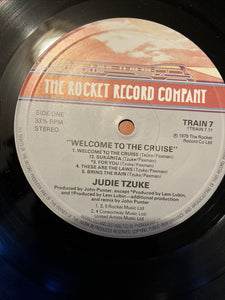 THE ROCKET RECORD COMPANY
SIDE ONE
33⅓ RPM
STEREO
TRAIN 7
(TRAIN 7 11
℗ 1979 The Rocket
Record Co Ltd
"WELCOME TO THE CRUISE"
1. WELCOME TO THE CRUISE (Tzuke/Paxman)
†2. SUKARITA (Tzuke/Paxman)
*3. FOR YOU (Tzuke/Paxman)
4. THESE ARE THE LAWS (Tzuke/Paxman)
5. BRING THE RAIN (Tzuke/Paxman)
JUDIE TZUKE
Produced by John Punter, except *Produced by Lem Lubin,
and †Produced by Lem Lubin—additional production
and remix by John Punter
1, 3, 5 Rocket Music Ltd
2, 4 Consortway Music Ltd/
United Artists Music Ltd